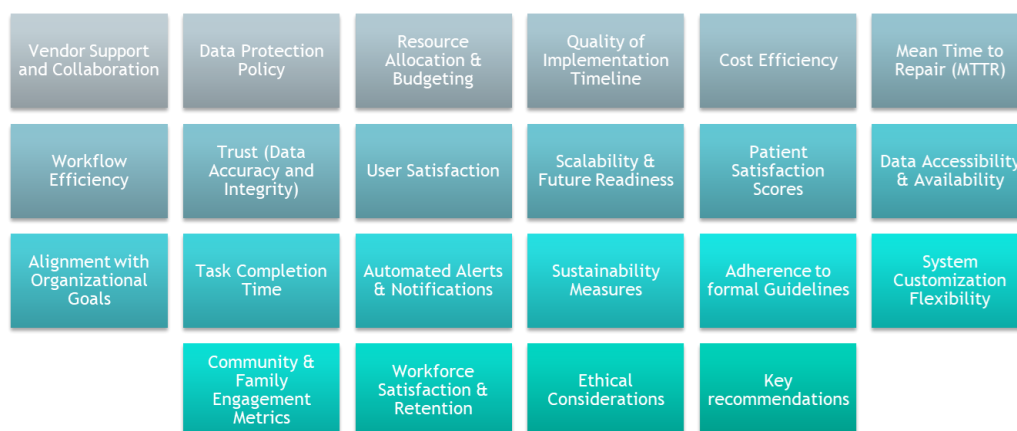 Vendor Support
and Collaboration
Data Protection
Policy
Resource
Allocation &
Budgeting
Quality of
Implementation
Timeline
Cost Efficiency
Mean Time to
Repair (MTTR)
Workflow
Efficiency
Trust (Data
Accuracy and
Integrity)
User Satisfaction
Scalability &
Future Readiness
Patient
Satisfaction
Scores
Data Accessibility
& Availability
Alignment with
Organizational
Goals
Task Completion
Time
Automated Alerts
& Notifications
Sustainability
Measures
Adherence to
formal Guidelines
System
Customization
Flexibility
Community &
Family
Engagement
Metrics
Workforce
Satisfaction &
Retention
Ethical
Considerations
Key
recommendations